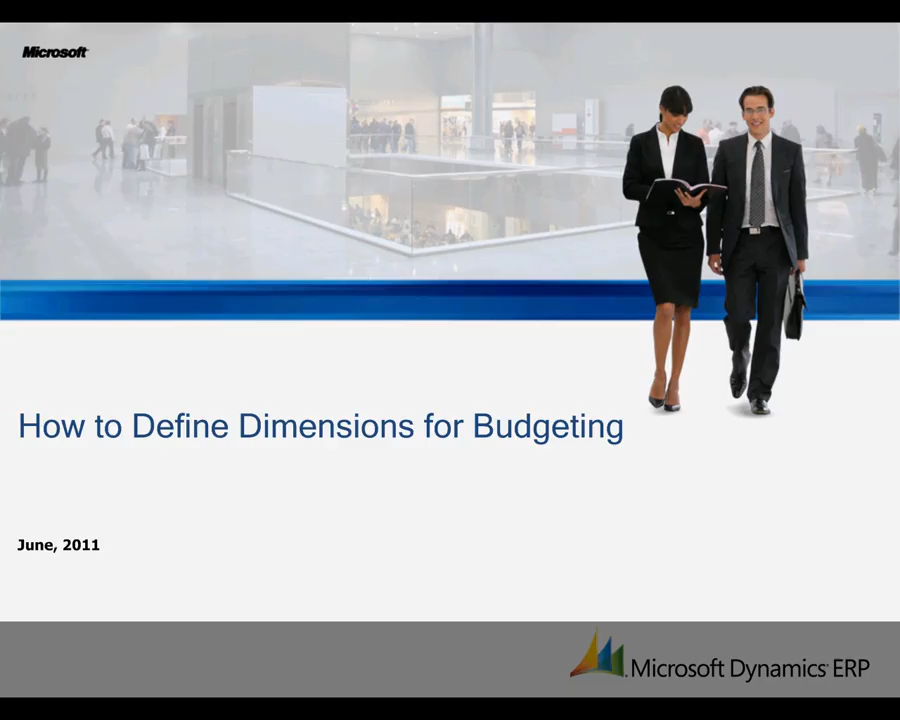 Microsoft
How to Define Dimensions for Budgeting
June, 2011
Microsoft Dynamics ERP